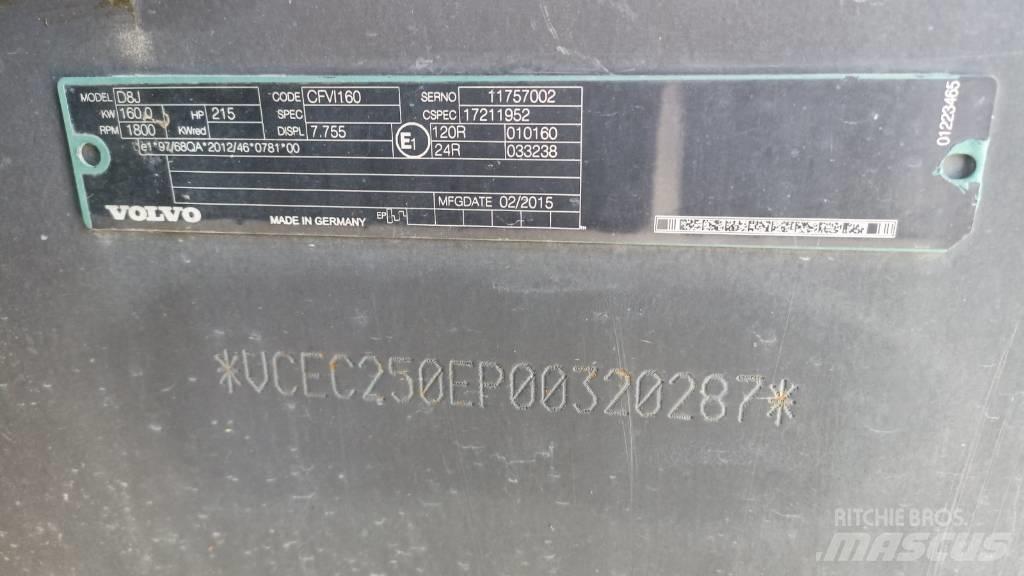 MODEL D8J CODE CFVI160 SERNO 11757002
KW 160,0 HP 215 SPEC CSPEC 17211952
RPM 1800 KWred DISPL 7.755 E1 120R 010160
e1*97/68QA*2012/46*0781*00 24R 033238
MFGDATE 02/2015
VOLVO MADE IN GERMANY EP
01223465
*VCEC250EP00320287*
RITCHIE BROS.
MASCUS